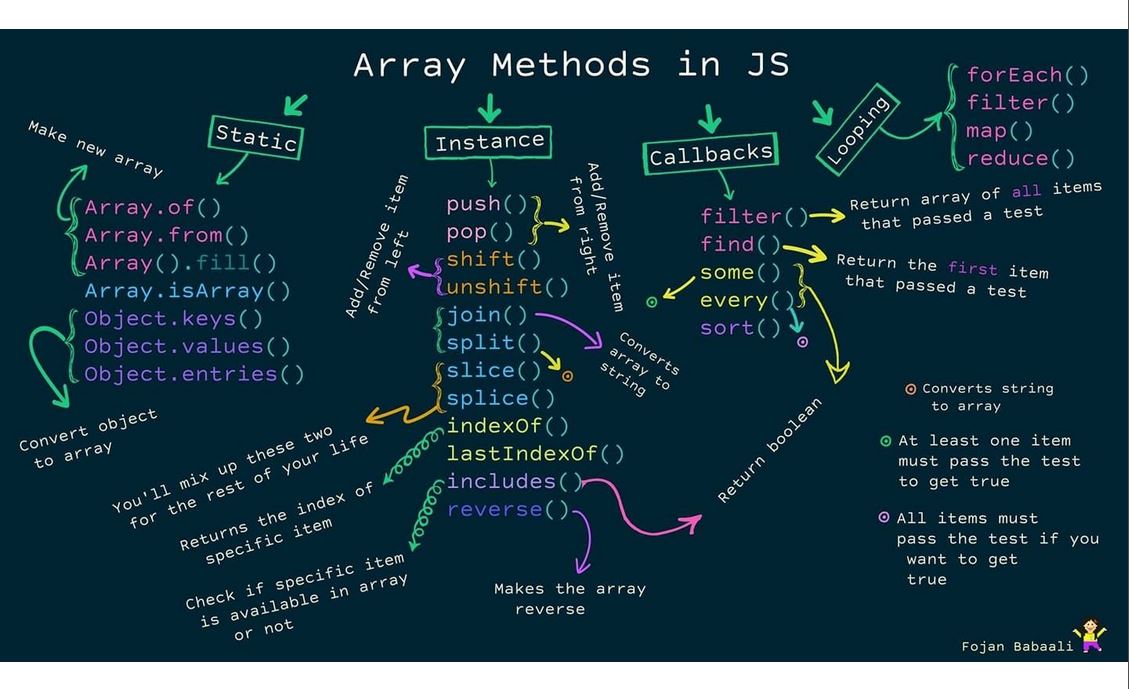 Array Methods in JS
Static
Make new array
Array.of()
Array.from()
Array().fill()
Array.isArray()
Object.keys()
Object.values()
Object.entries()
Convert object
to array
Instance
push()
pop()
shift()
unshift()
join()
split()
slice()
splice()
indexOf()
lastIndexOf()
includes()
reverse()
Add/Remove item
from left
Add/Remove item
from right
Converts
array to
string
You'll mix up these two
for the rest of your life
Returns the index of
specific item
Check if specific item
is available in array
or not
Makes the array
reverse
Callbacks
filter()
find()
some()
every()
sort()
Return array of all items
that passed a test
Return the first item
that passed a test
Return boolean
Looping
forEach()
filter()
map()
reduce()
Converts string
to array
At least one item
must pass the test
to get true
All items must
pass the test if you
want to get
true
Fojan Babaali